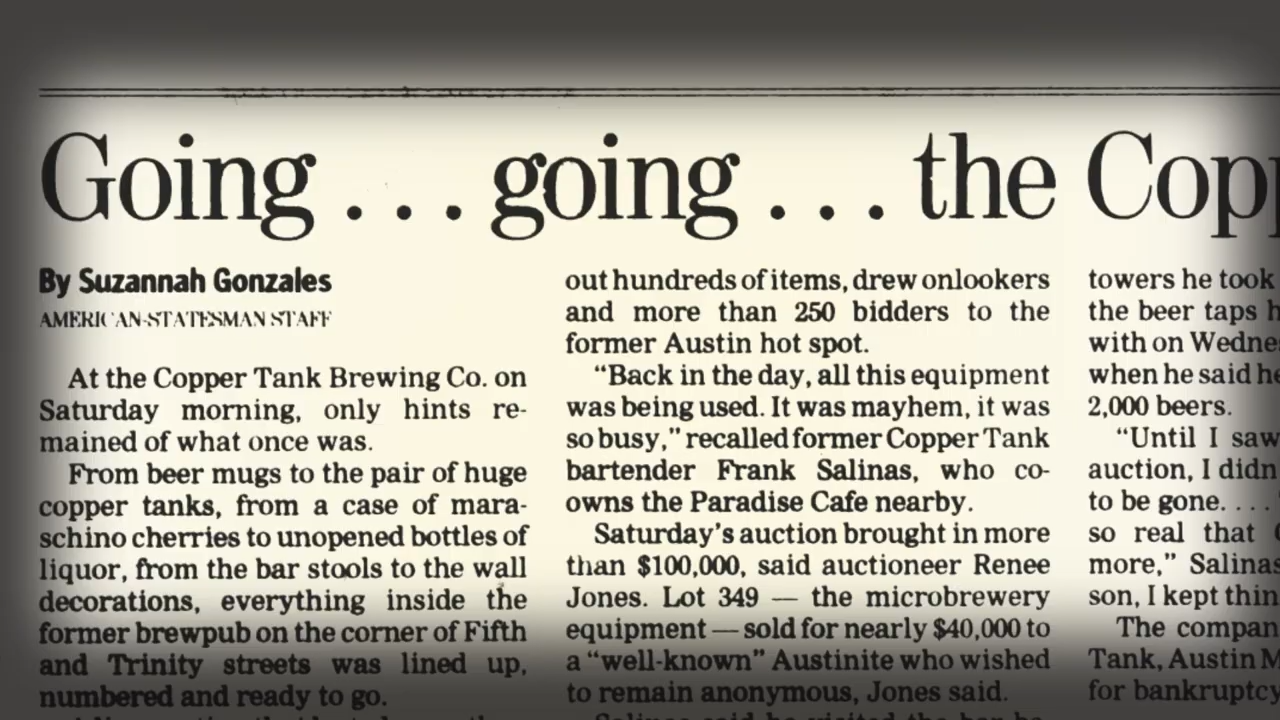 Going . . . going . . . the Copp
By Suzannah Gonzales
AMERICAN-STATESMAN STAFF
At the Copper Tank Brewing Co. on
Saturday morning, only hints re-
mained of what once was.
From beer mugs to the pair of huge
copper tanks, from a case of mara-
schino cherries to unopened bottles of
liquor, from the bar stools to the wall
decorations, everything inside the
former brewpub on the corner of Fifth
and Trinity streets was lined up,
numbered and ready to go.
out hundreds of items, drew onlookers
and more than 250 bidders to the
former Austin hot spot.
“Back in the day, all this equipment
was being used. It was mayhem, it was
so busy,” recalled former Copper Tank
bartender Frank Salinas, who co-
owns the Paradise Cafe nearby.
Saturday’s auction brought in more
than $100,000, said auctioneer Renee
Jones. Lot 349 — the microbrewery
equipment — sold for nearly $40,000 to
a “well-known” Austinite who wished
to remain anonymous, Jones said.
Salinas said he visited the bar he
towers he took
the beer taps h
with on Wedne
when he said he
2,000 beers.
“Until I saw
auction, I didn
to be gone. . . .
so real that
more,” Salinas
son, I kept thin
The compan
Tank, Austin M
for bankruptcy